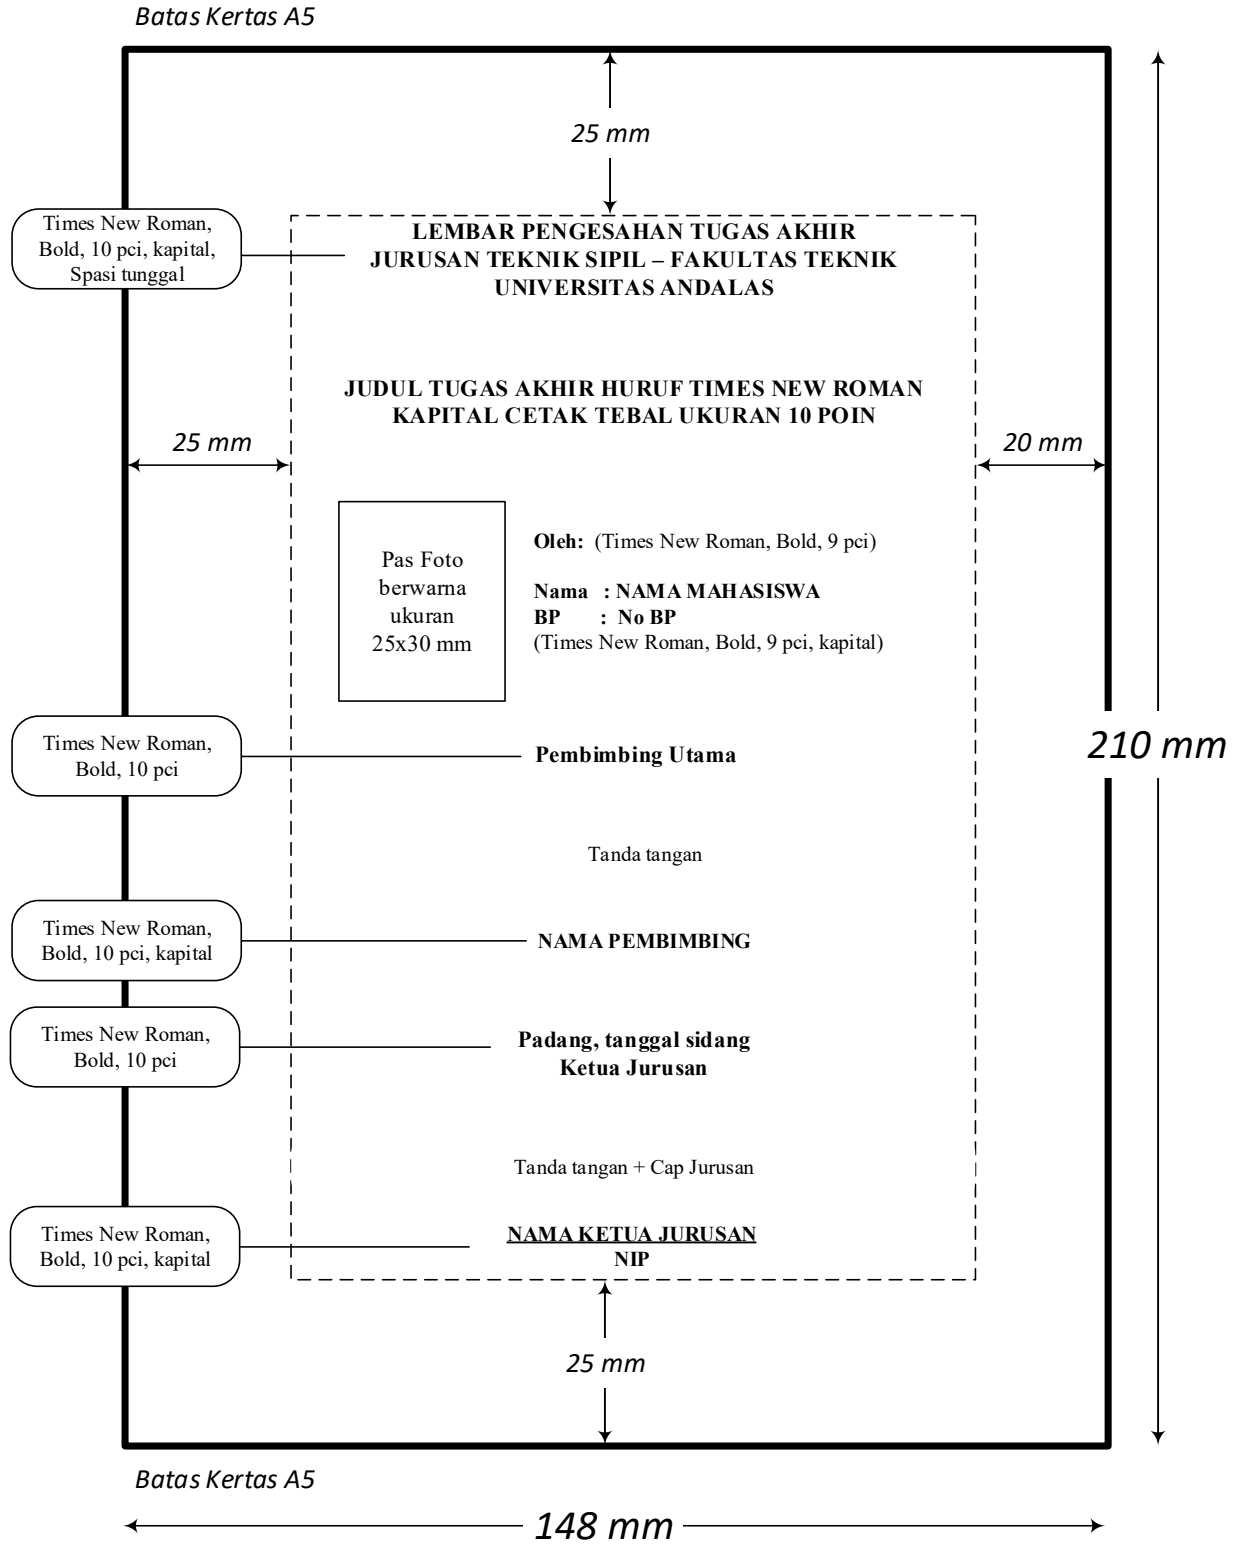 Batas Kertas A5
25 mm
Times New Roman,
Bold, 10 pci, kapital,
Spasi tunggal
LEMBAR PENGESAHAN TUGAS AKHIR
JURUSAN TEKNIK SIPIL – FAKULTAS TEKNIK
UNIVERSITAS ANDALAS
JUDUL TUGAS AKHIR HURUF TIMES NEW ROMAN
KAPITAL CETAK TEBAL UKURAN 10 POIN
25 mm
20 mm
Pas Foto
berwarna
ukuran
25x30 mm
Oleh: (Times New Roman, Bold, 9 pci)
Nama : NAMA MAHASISWA
BP : No BP
(Times New Roman, Bold, 9 pci, kapital)
Times New Roman,
Bold, 10 pci
Pembimbing Utama
210 mm
Tanda tangan
Times New Roman,
Bold, 10 pci, kapital
NAMA PEMBIMBING
Times New Roman,
Bold, 10 pci
Padang, tanggal sidang
Ketua Jurusan
Tanda tangan + Cap Jurusan
Times New Roman,
Bold, 10 pci, kapital
NAMA KETUA JURUSAN
NIP
25 mm
Batas Kertas A5
148 mm